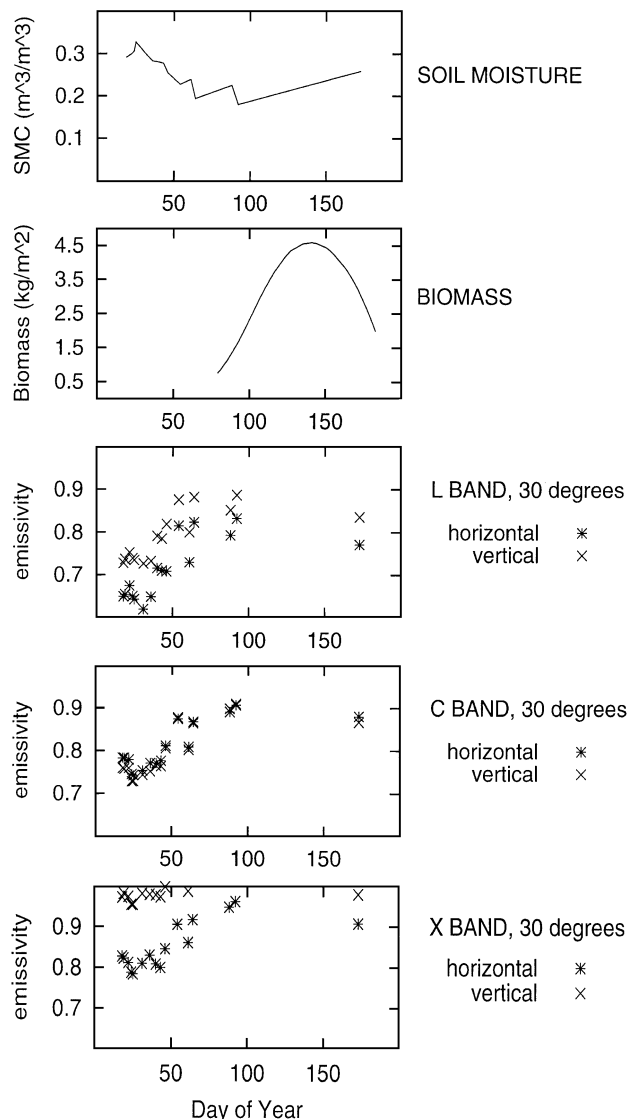 SMC (m^3/m^3)
0.3
0.2
0.1
50 100 150
SOIL MOISTURE
Biomass (kg/m^2)
4.5
3.5
2.5
1.5
0.5
50 100 150
BIOMASS
emissivity
0.9
0.8
0.7
50 100 150
L BAND, 30 degrees
horizontal
vertical
emissivity
0.9
0.8
0.7
50 100 150
C BAND, 30 degrees
horizontal
vertical
emissivity
0.9
0.8
0.7
50 100 150
X BAND, 30 degrees
horizontal
vertical
Day of Year